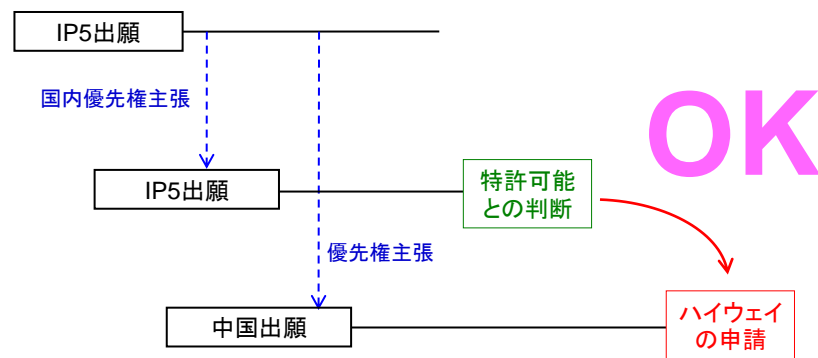 IP5出願
国内優先権主張
OK
IP5出願
特許可能
との判断
優先権主張
中国出願
ハイウェイ
の申請